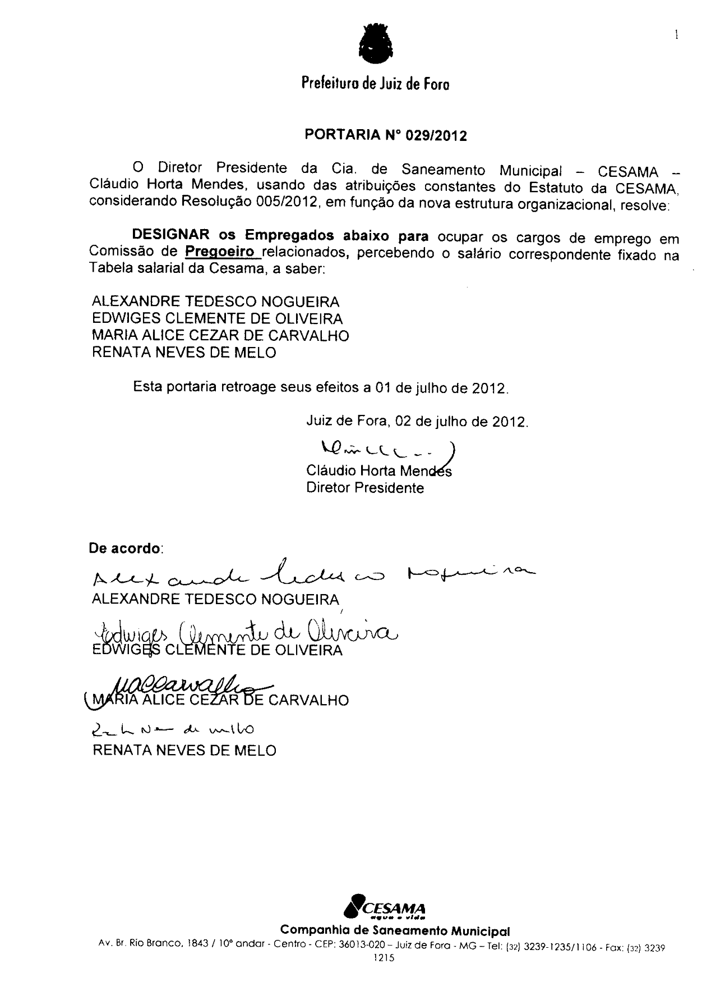 1
Prefeitura de Juiz de Fora
PORTARIA Nº 029/2012
O Diretor Presidente da Cia. de Saneamento Municipal – CESAMA –
Cláudio Horta Mendes, usando das atribuições constantes do Estatuto da CESAMA,
considerando Resolução 005/2012, em função da nova estrutura organizacional, resolve:
DESIGNAR os Empregados abaixo para ocupar os cargos de emprego em
Comissão de Pregoeiro relacionados, percebendo o salário correspondente fixado na
Tabela salarial da Cesama, a saber:
ALEXANDRE TEDESCO NOGUEIRA
EDWIGES CLEMENTE DE OLIVEIRA
MARIA ALICE CEZAR DE CARVALHO
RENATA NEVES DE MELO
Esta portaria retroage seus efeitos a 01 de julho de 2012.
Juiz de Fora, 02 de julho de 2012.
Cláudio Horta Mendes
Diretor Presidente
De acordo:
Alexandre Tedesco Nogueira
ALEXANDRE TEDESCO NOGUEIRA
Edwiges Clemente de Oliveira
EDWIGES CLEMENTE DE OLIVEIRA
MARIA ALICE CEZAR DE CARVALHO
de
RENATA NEVES DE MELO
CESAMA
agua e vida
Companhia de Saneamento Municipal
Av. Br. Rio Branco, 1843 / 10º andar - Centro - CEP: 36013-020 – Juiz de Fora - MG – Tel: (32) 3239-1235/1106 - Fax: (32) 3239
1215